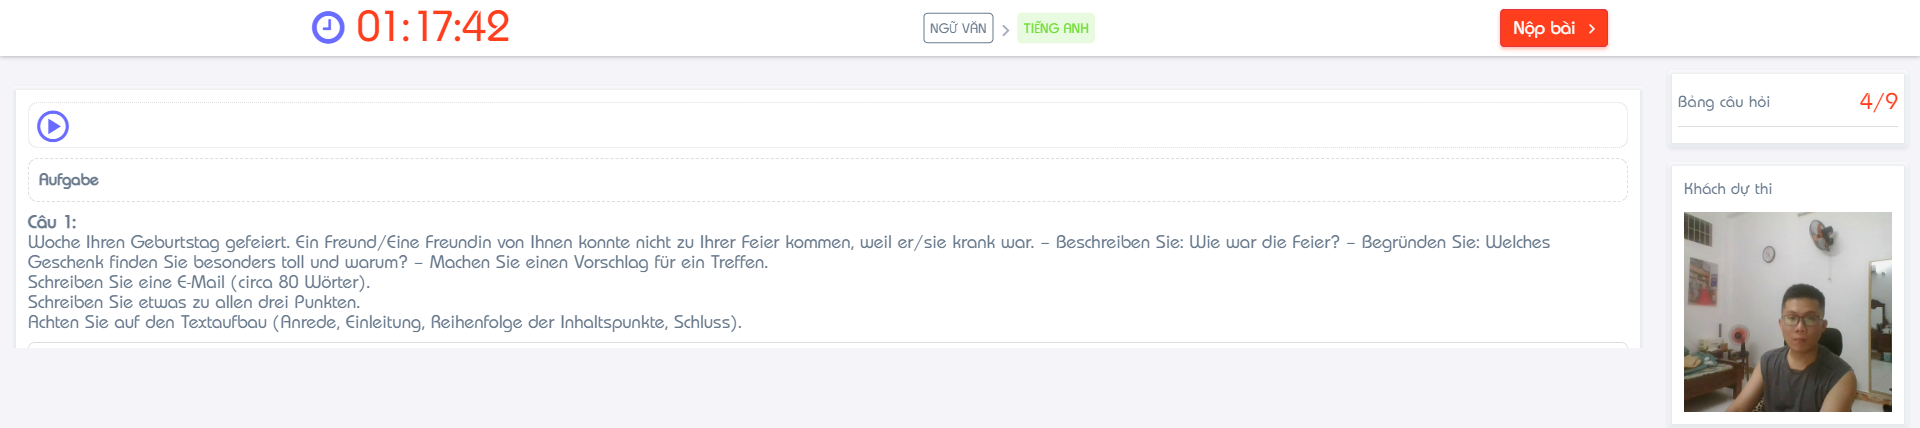 01:17:42
NGỮ VĂN
TIẾNG ANH
Nộp bài
Aufgabe
Câu 1:
Woche Ihren Geburtstag gefeiert. Ein Freund/Eine Freundin von Ihnen konnte nicht zu Ihrer Feier kommen, weil er/sie krank war. – Beschreiben Sie: Wie war die Feier? – Begründen Sie: Welches
Geschenk finden Sie besonders toll und warum? – Machen Sie einen Vorschlag für ein Treffen.
Schreiben Sie eine E-Mail (circa 80 Wörter).
Schreiben Sie etwas zu allen drei Punkten.
Achten Sie auf den Textaufbau (Anrede, Einleitung, Reihenfolge der Inhaltspunkte, Schluss).
Bảng câu hỏi 4/9
Khách dự thi